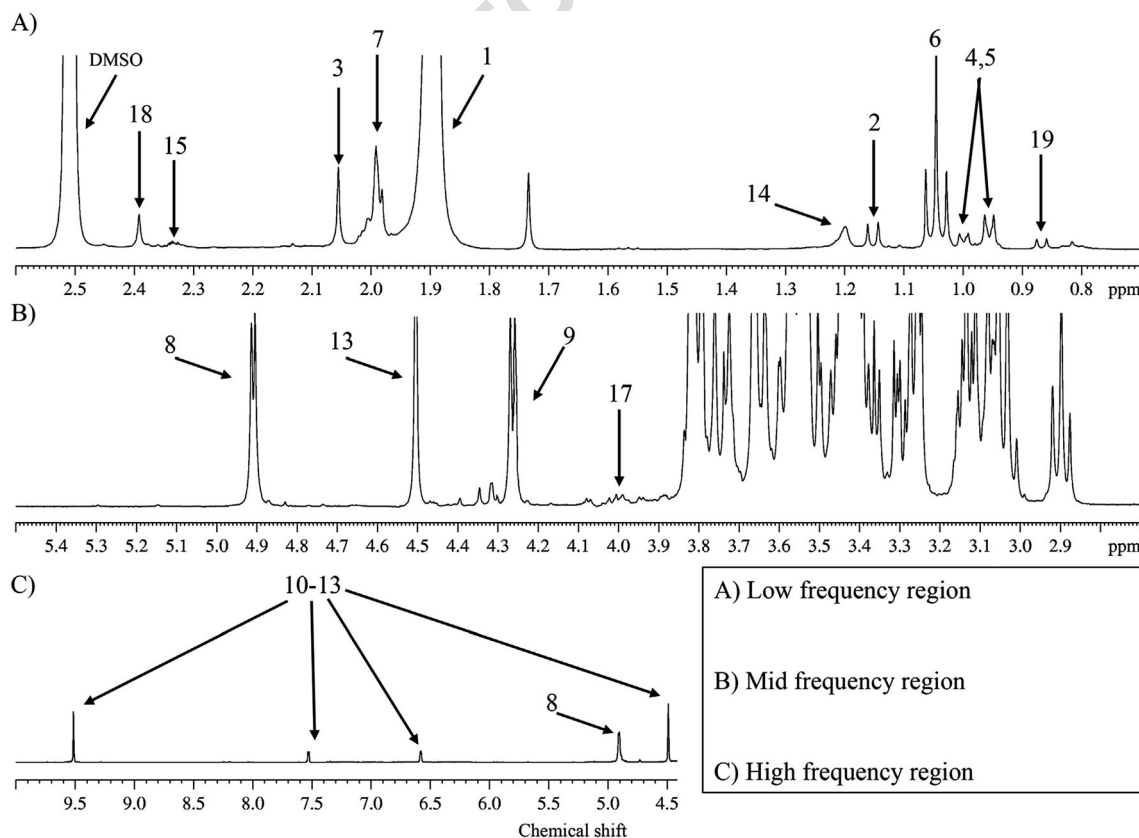 A)
DMSO
18
15
3
7
1
14
2
6
4,5
19
2.5 2.4 2.3 2.2 2.1 2.0 1.9 1.8 1.7 1.6 1.5 1.4 1.3 1.2 1.1 1.0 0.9 0.8 ppm
B)
8
13
9
17
5.4 5.3 5.2 5.1 5.0 4.9 4.8 4.7 4.6 4.5 4.4 4.3 4.2 4.1 4.0 3.9 3.8 3.7 3.6 3.5 3.4 3.3 3.2 3.1 3.0 2.9 ppm
C)
10-13
8
9.5 9.0 8.5 8.0 7.5 7.0 6.5 6.0 5.5 5.0 4.5
Chemical shift
A) Low frequency region
B) Mid frequency region
C) High frequency region